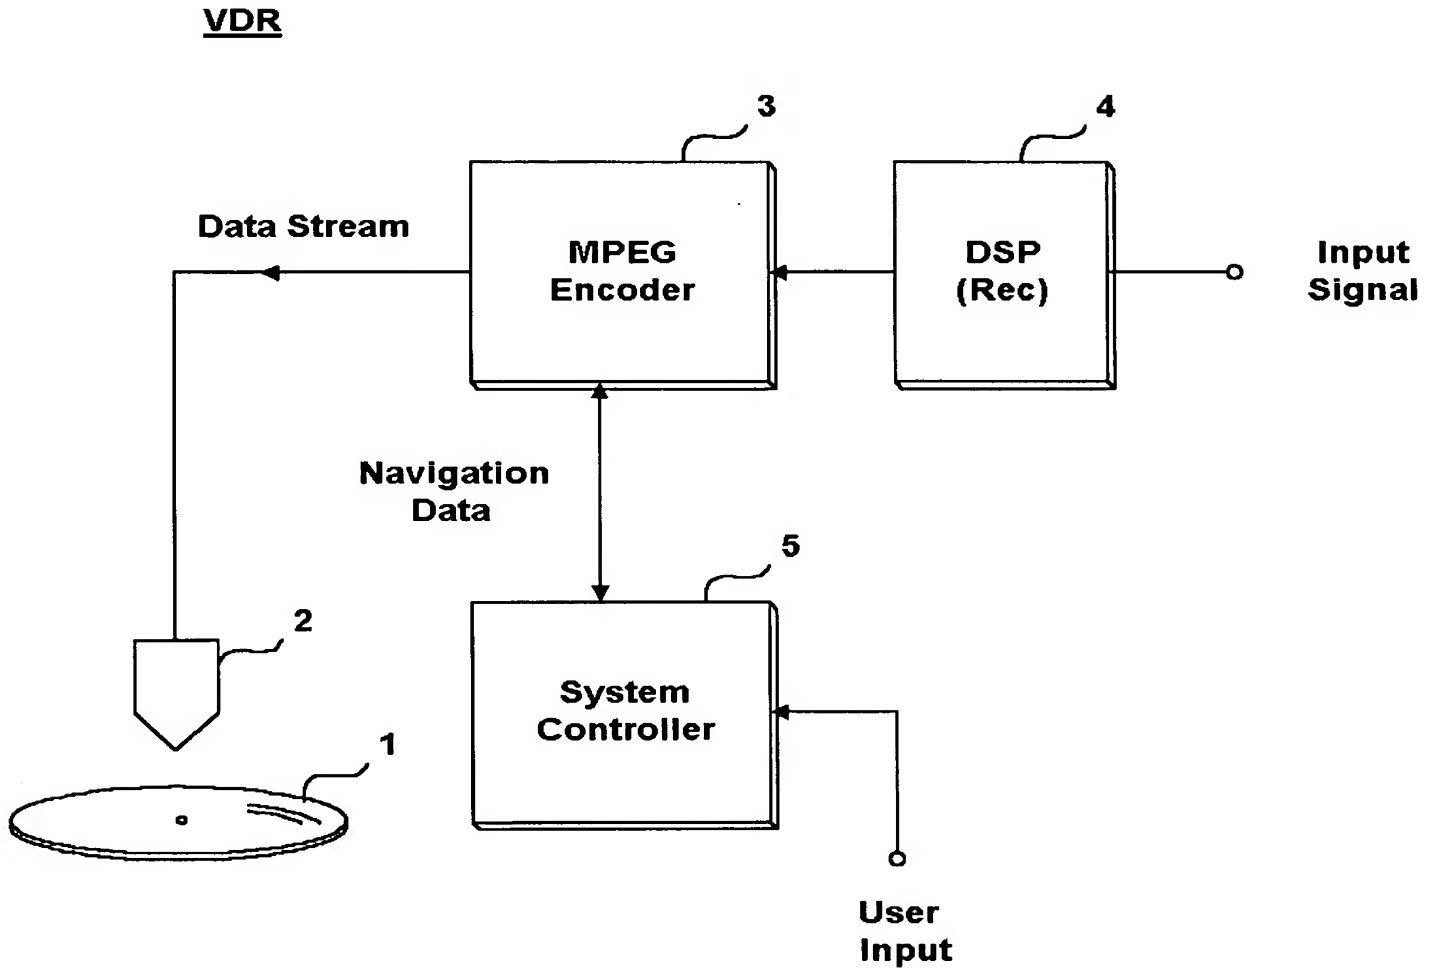 VDR
3
4
Data Stream
MPEG
Encoder
DSP
(Rec)
Input
Signal
Navigation
Data
5
2
System
Controller
1
User
Input